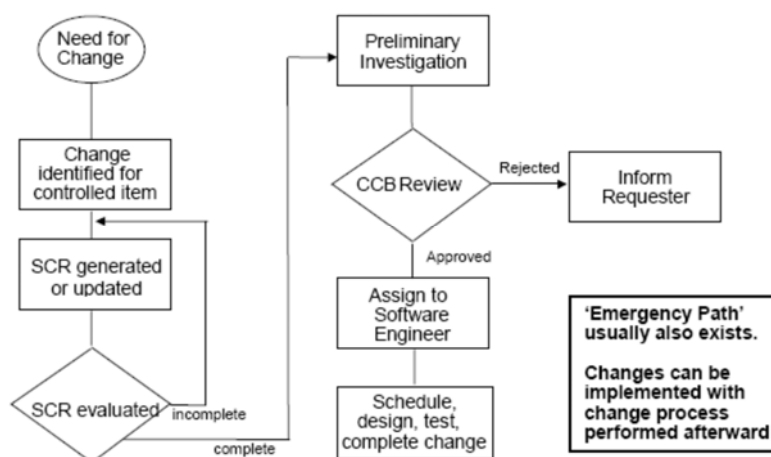 Need for
Change
Change
identified for
controlled item
SCR generated
or updated
SCR evaluated
incomplete
complete
Preliminary
Investigation
CCB Review
Rejected
Inform
Requester
Approved
Assign to
Software
Engineer
Schedule,
design, test,
complete change
‘Emergency Path’
usually also exists.
Changes can be
implemented with
change process
performed afterward